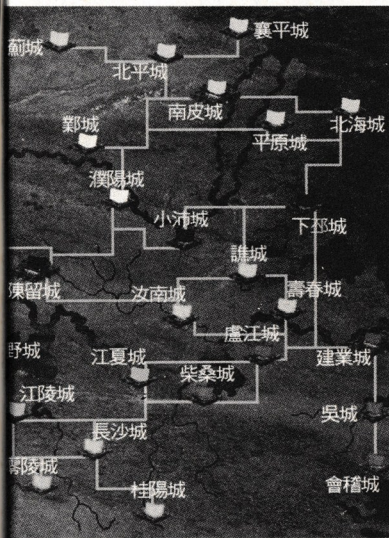 襄平城
薊城
北平城
南皮城
鄴城
平原城
北海城
濮陽城
小沛城
下邳城
譙城
陳留城
汝南城
壽春城
盧江城
野城
江夏城
建業城
柴桑城
江陵城
吳城
長沙城
零陵城
桂陽城
會稽城